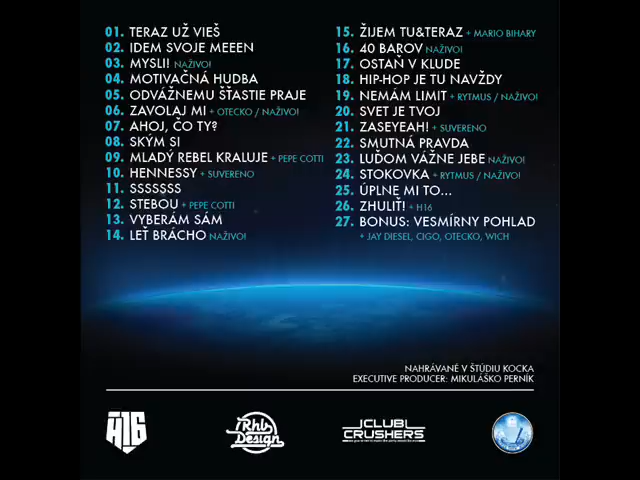 01. TERAZ UŽ VIEŠ
02. IDEM SVOJE MEEEN
03. MYSLI! NAŽIVO!
04. MOTIVAČNÁ HUDBA
05. ODVÁŽNEMU ŠŤASTIE PRAJE
06. ZAVOLAJ MI + OTECKO / NAŽIVO!
07. AHOJ, ČO TY?
08. SKÝM SI
09. MLADÝ REBEL KRALUJE + PEPE COTTI
10. HENNESSY + SUVERENO
11. SSSSSSS
12. STEBOU + PEPE COTTI
13. VYBERÁM SÁM
14. LEŤ BRÁCHO NAŽIVO!
15. ŽIJEM TU&TERAZ + MARIO BIHARY
16. 40 BAROV NAŽIVO!
17. OSTAŇ V KLUDE
18. HIP-HOP JE TU NAVŽDY
19. NEMÁM LIMIT + RYTMUS / NAŽIVO!
20. SVET JE TVOJ
21. ZASEYEAH! + SUVERENO
22. SMUTNÁ PRAVDA
23. ĽUĎOM VÁŽNE JEBE NAŽIVO!
24. STOKOVKA + RYTMUS / NAŽIVO!
25. ÚPLNE MI TO...
26. ZHULIŤ! + H16
27. BONUS: VESMÍRNY POHLAD
+ JAY DIESEL, CIGO, OTECKO, WICH
NAHRÁVANÉ V ŠTÚDIU KOCKA
EXECUTIVE PRODUCER: MIKULÁŠKO PERNÍK
H16
Rhl
Design
CLUB
CRUSHERS